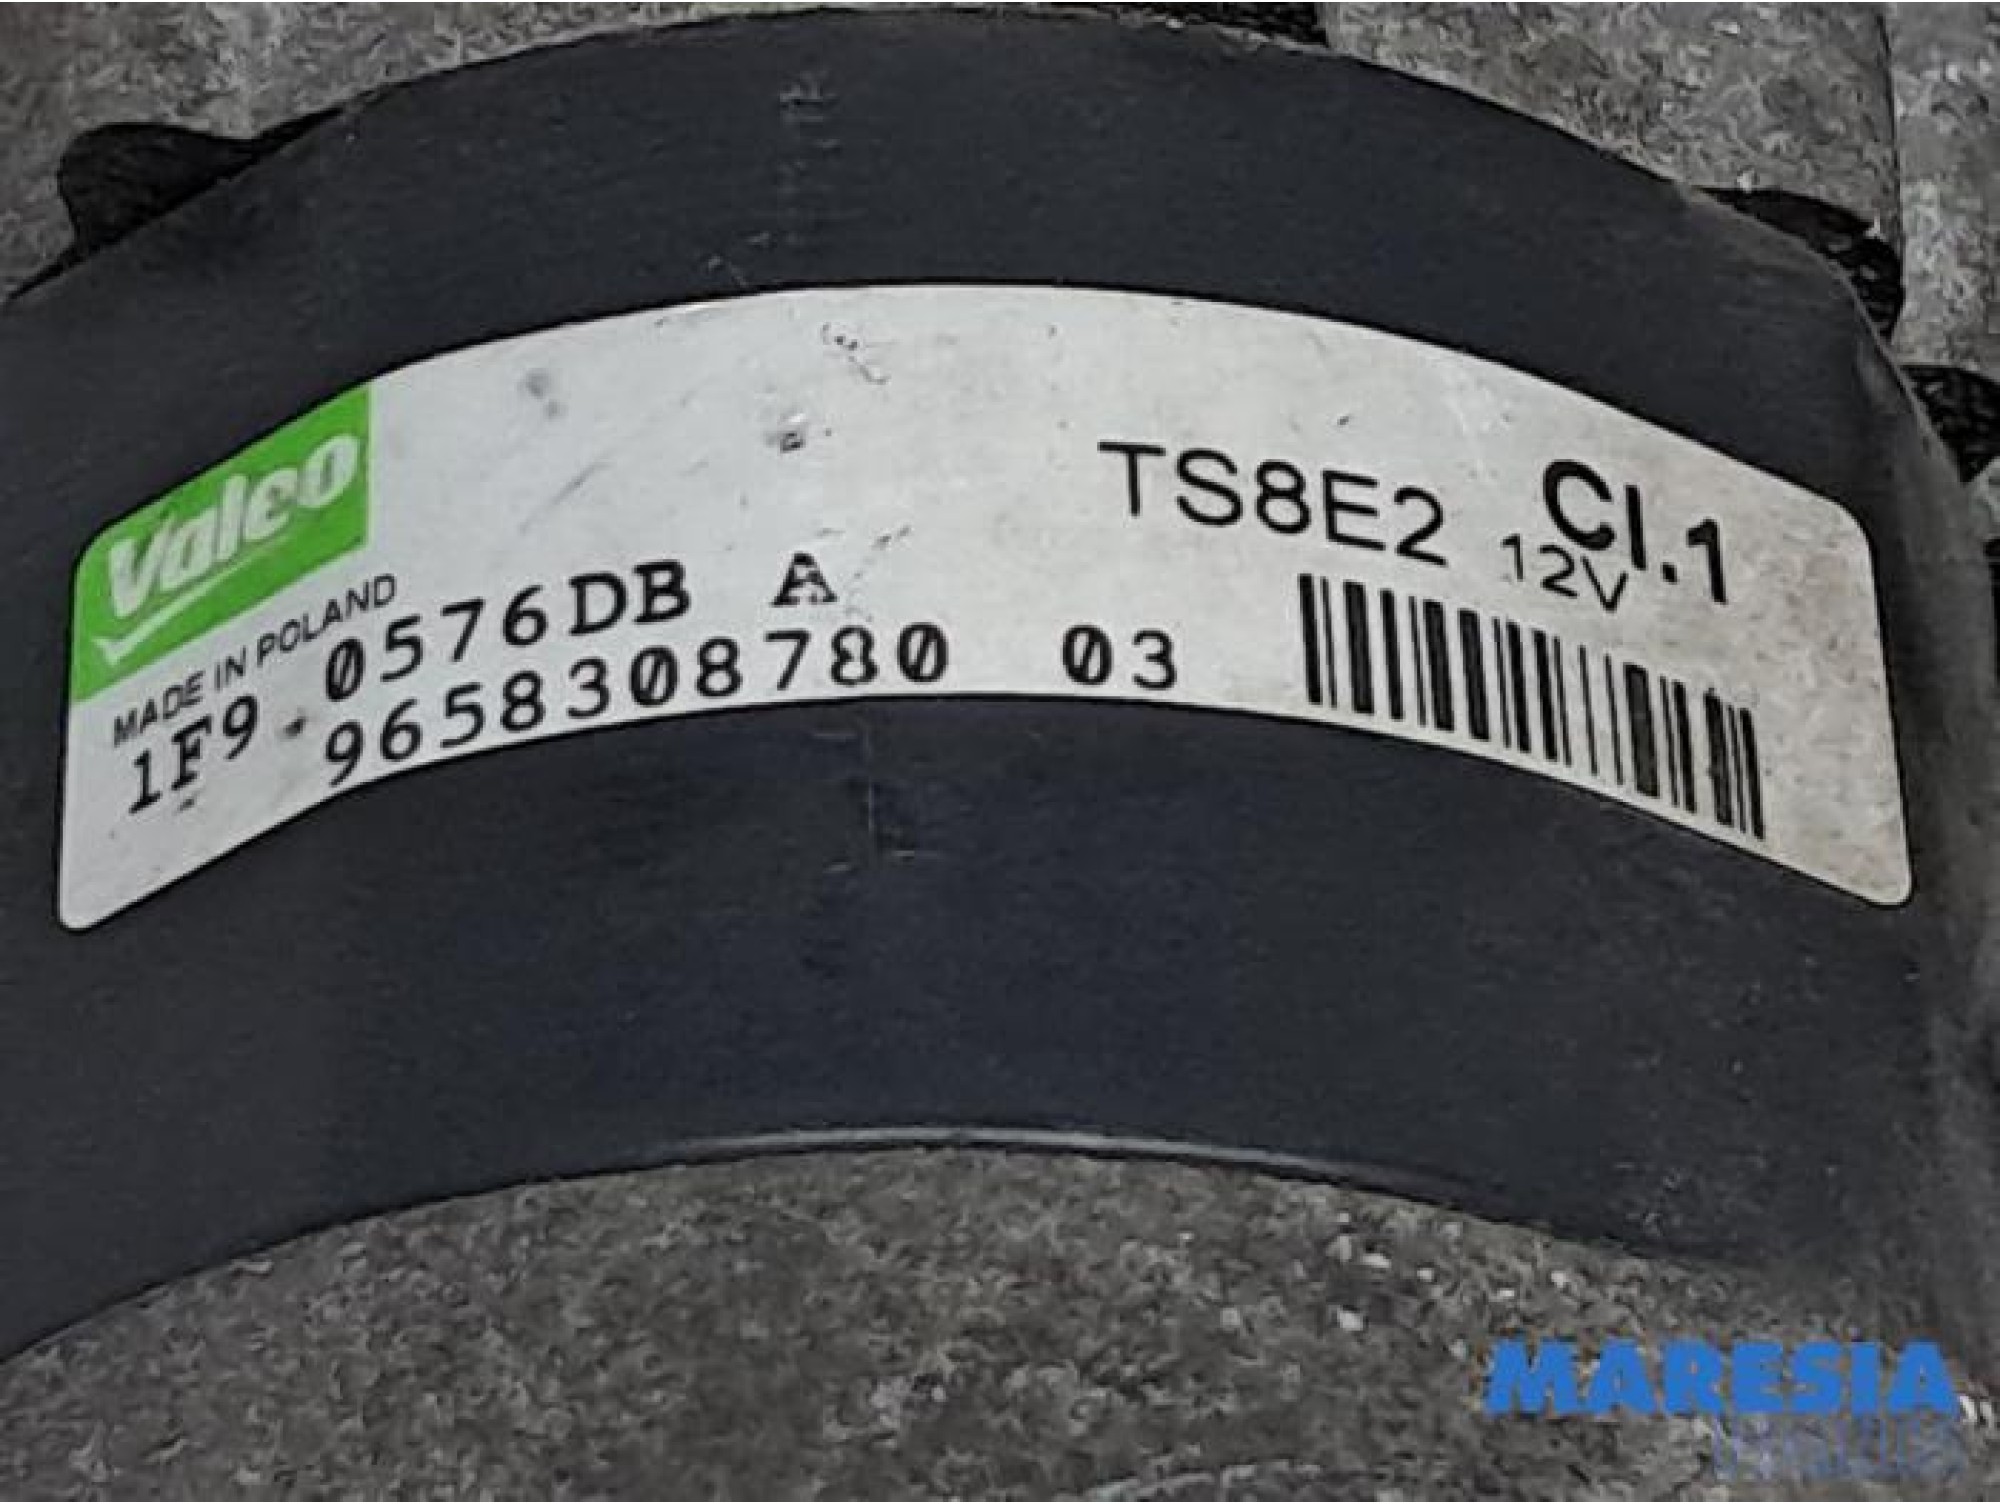 Valeo
MADE IN POLAND
TS8E2 Cl.1
12V
1F9.0576DB A
9658308780 03
MARESIA